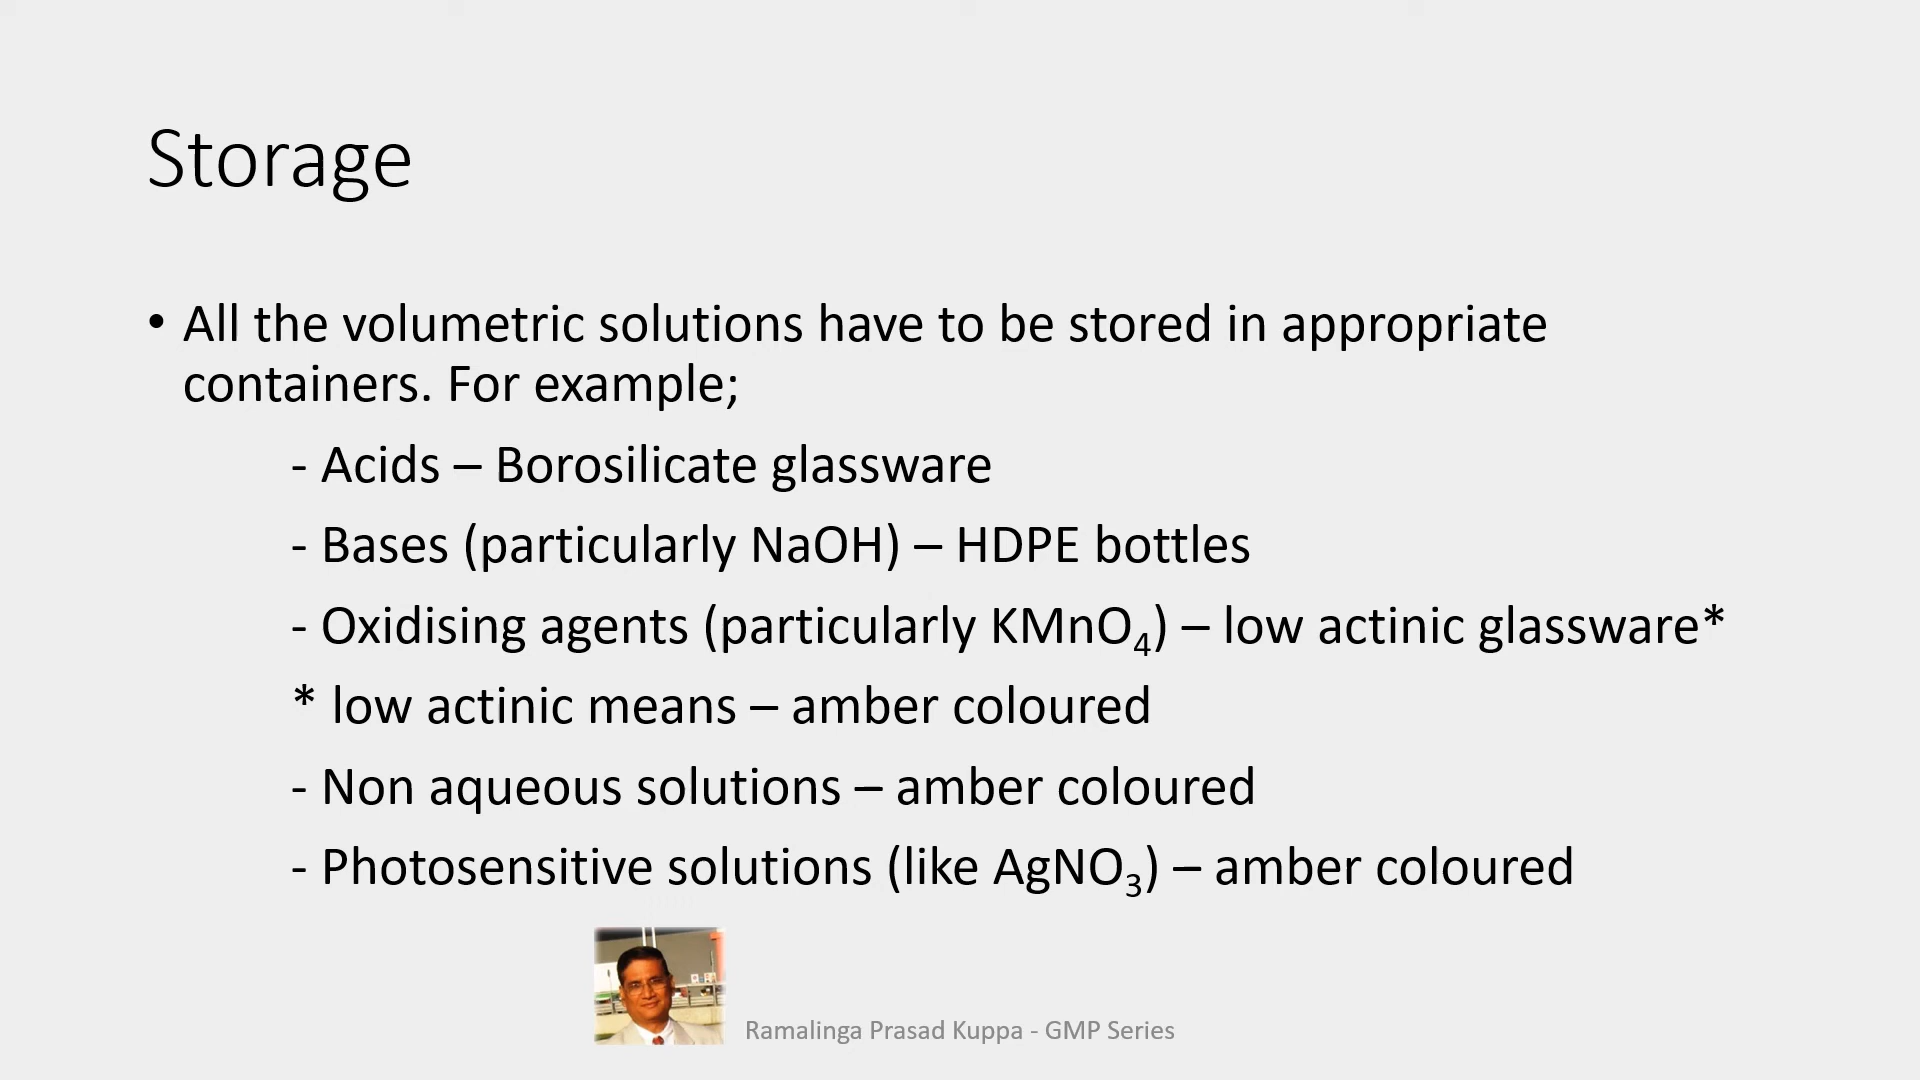 Storage
• All the volumetric solutions have to be stored in appropriate
containers. For example;
- Acids – Borosilicate glassware
- Bases (particularly NaOH) – HDPE bottles
- Oxidising agents (particularly KMnO₄) – low actinic glassware*
* low actinic means – amber coloured
- Non aqueous solutions – amber coloured
- Photosensitive solutions (like AgNO₃) – amber coloured
Ramalinga Prasad Kuppa - GMP Series